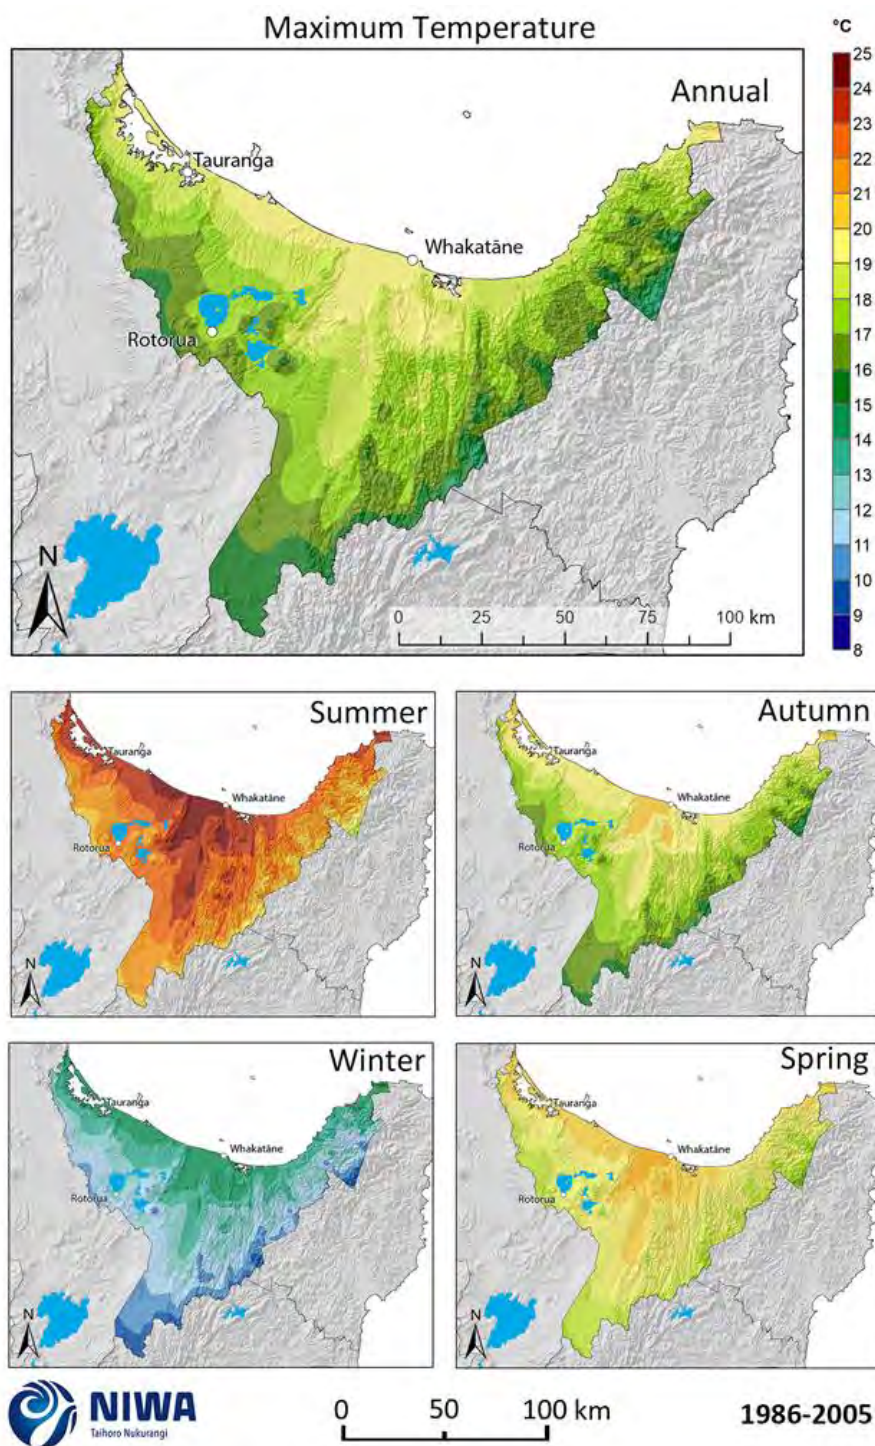 Maximum Temperature
°C
Annual
Tauranga
Whakatāne
Rotorua
N
0 25 50 75 100 km
25
24
23
22
21
20
19
18
17
16
15
14
13
12
11
10
9
8
Summer
Tauranga
Whakatāne
Rotorua
N
Autumn
Tauranga
Whakatāne
Rotorua
N
Winter
Tauranga
Whakatāne
Rotorua
N
Spring
Tauranga
Whakatāne
Rotorua
N
NIWA
Taihoro Nukurangi
0 50 100 km
1986-2005